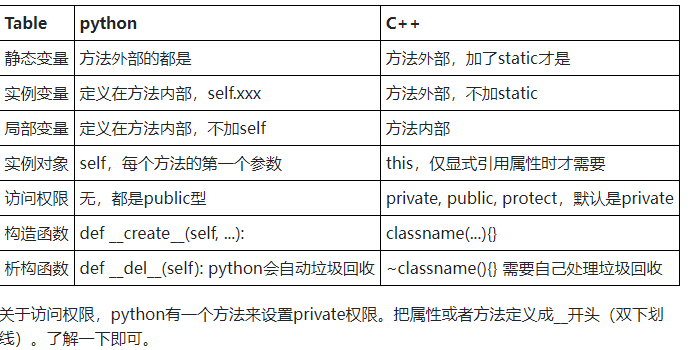 Table python C++
静态变量 方法外部的都是 方法外部，加了static才是
实例变量 定义在方法内部，self.xxx 方法外部，不加static
局部变量 定义在方法内部，不加self 方法内部
实例对象 self，每个方法的第一个参数 this，仅显式引用属性时才需要
访问权限 无，都是public型 private, public, protect，默认是private
构造函数 def __create__(self, ...): classname(...){}
析构函数 def __del__(self): python会自动垃圾回收 ~classname(){} 需要自己处理垃圾回收
关于访问权限，python有一个方法来设置private权限。把属性或者方法定义成__开头（双下划
线）。了解一下即可。